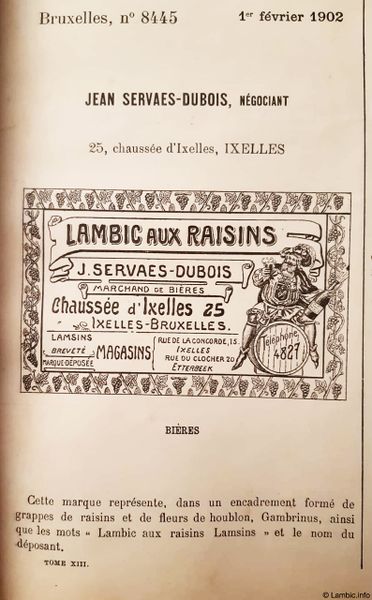 Bruxelles, nº 8445 1er février 1902
JEAN SERVAES-DUBOIS, NÉGOCIANT
25, chaussée d'Ixelles, IXELLES
LAMBIC AUX RAISINS
J. SERVAES-DUBOIS
MARCHAND DE BIÈRES
Chaussée d'Ixelles 25
IXELLES-BRUXELLES.
LAMSINS
BREVETÉ
MARQUE-DÉPOSÉE
MAGASINS
RUE DE LA CONCORDE, 15.
IXELLES
RUE DU CLOCHER 20
ETTERBEEK
Téléphone
4827
BIÈRES
Cette marque représente, dans un encadrement formé de
grappes de raisins et de fleurs de houblon, Gambrinus, ainsi
que les mots “ Lambic aux raisins Lamsins ” et le nom du
déposant.
TOME XIII.
© Lambic.info